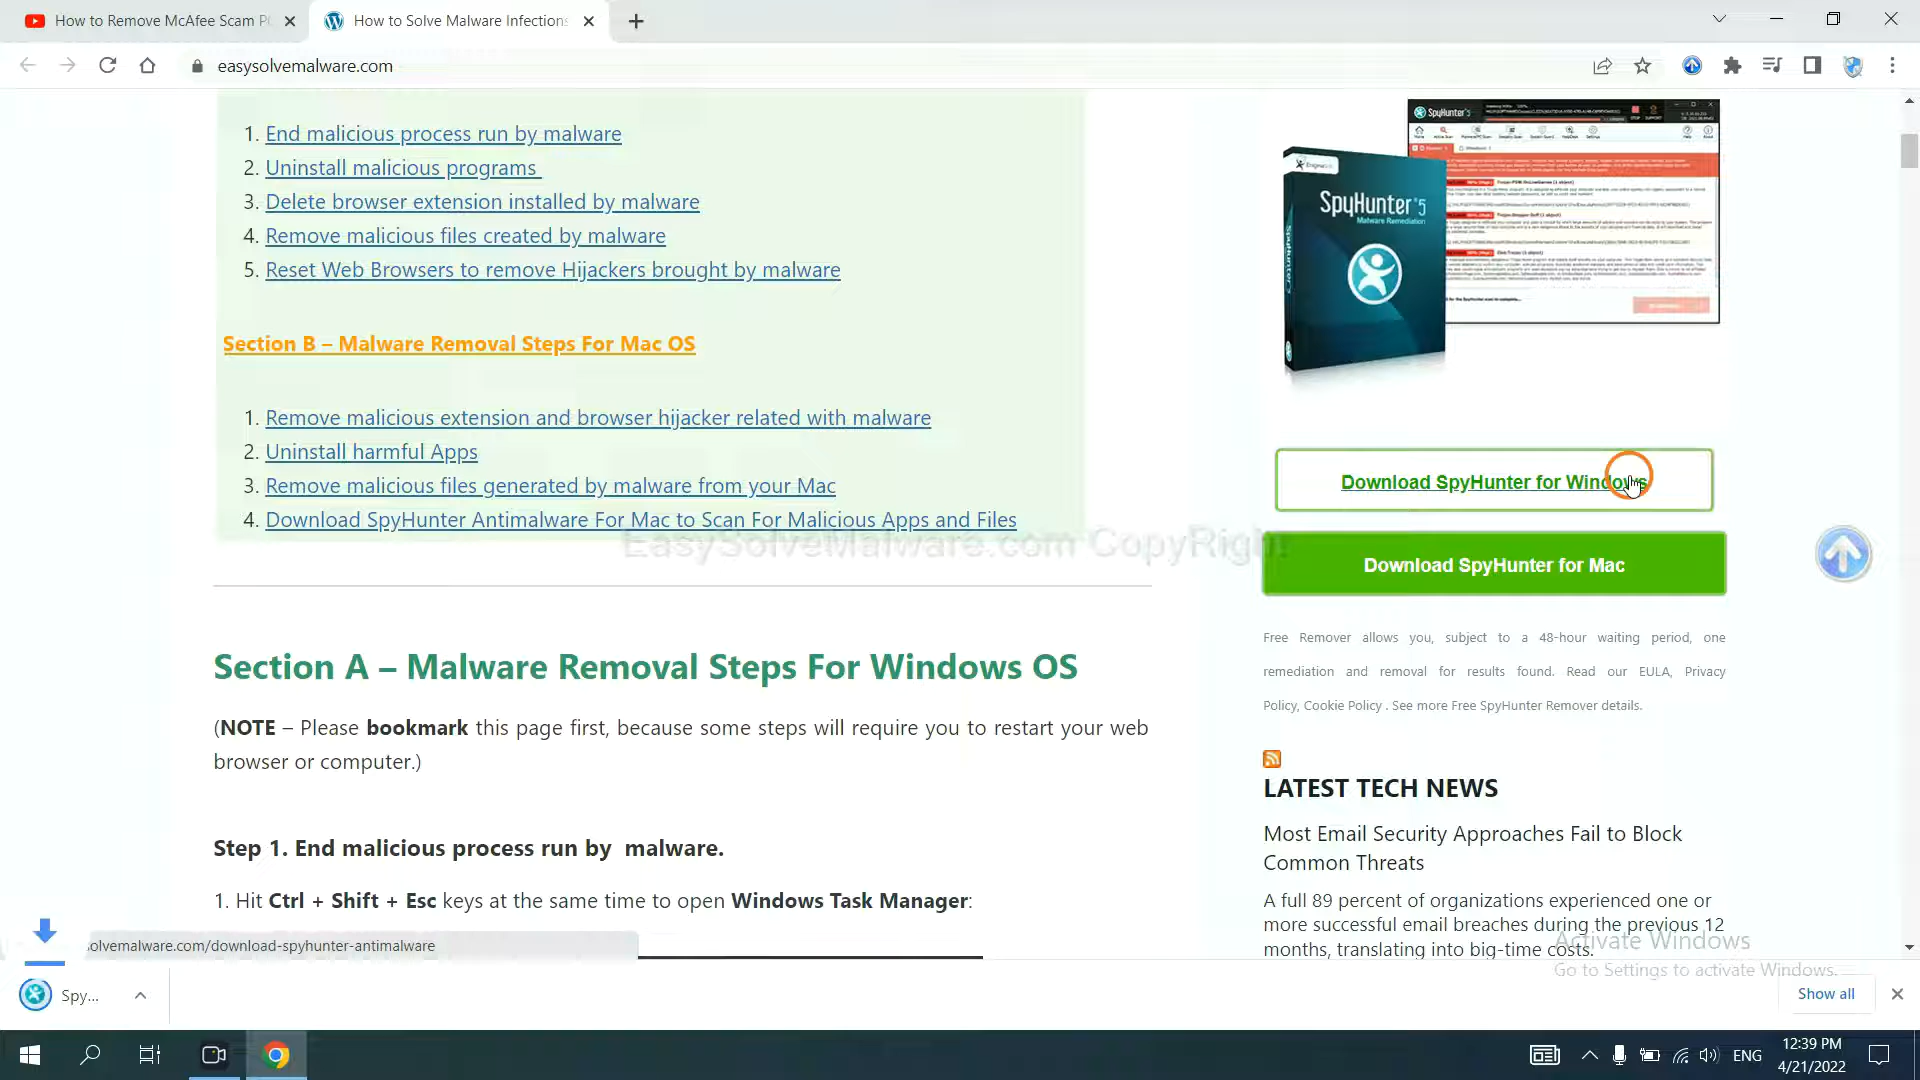 How to Remove McAfee Scam P
How to Solve Malware Infections
easysolvemalware.com
1. End malicious process run by malware
2. Uninstall malicious programs
3. Delete browser extension installed by malware
4. Remove malicious files created by malware
5. Reset Web Browsers to remove Hijackers brought by malware
Section B – Malware Removal Steps For Mac OS
1. Remove malicious extension and browser hijacker related with malware
2. Uninstall harmful Apps
3. Remove malicious files generated by malware from your Mac
4. Download SpyHunter Antimalware For Mac to Scan For Malicious Apps and Files
EasySolveMalware.com CopyRight
Section A – Malware Removal Steps For Windows OS
(NOTE – Please bookmark this page first, because some steps will require you to restart your web
browser or computer.)
Step 1. End malicious process run by malware.
1. Hit Ctrl + Shift + Esc keys at the same time to open Windows Task Manager:
SpyHunter 5
SpyHunter 5
Malware Remediation
SpyHunter
Download SpyHunter for Windows
Download SpyHunter for Mac
Free Remover allows you, subject to a 48-hour waiting period, one
remediation and removal for results found. Read our EULA, Privacy
Policy, Cookie Policy . See more Free SpyHunter Remover details.
LATEST TECH NEWS
Most Email Security Approaches Fail to Block
Common Threats
A full 89 percent of organizations experienced one or
more successful email breaches during the previous 12
months, translating into big-time costs.
Activate Windows
Go to Settings to activate Windows.
solvemalware.com/download-spyhunter-antimalware
Spy...
Show all
ENG
12:39 PM
4/21/2022